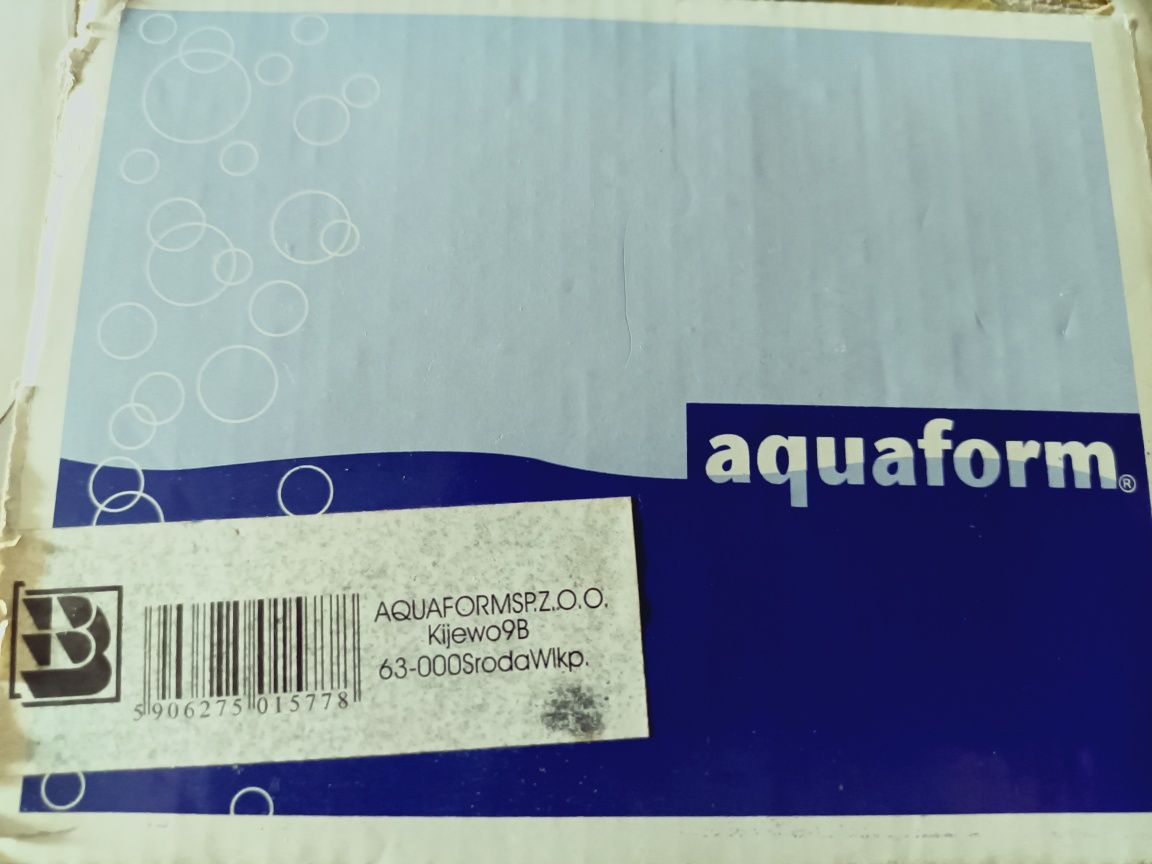 aquaform®
AQUAFORMSP.Z.O.O.
Kijewo9B
63-000SrodaWlkp.
B
5906275015778